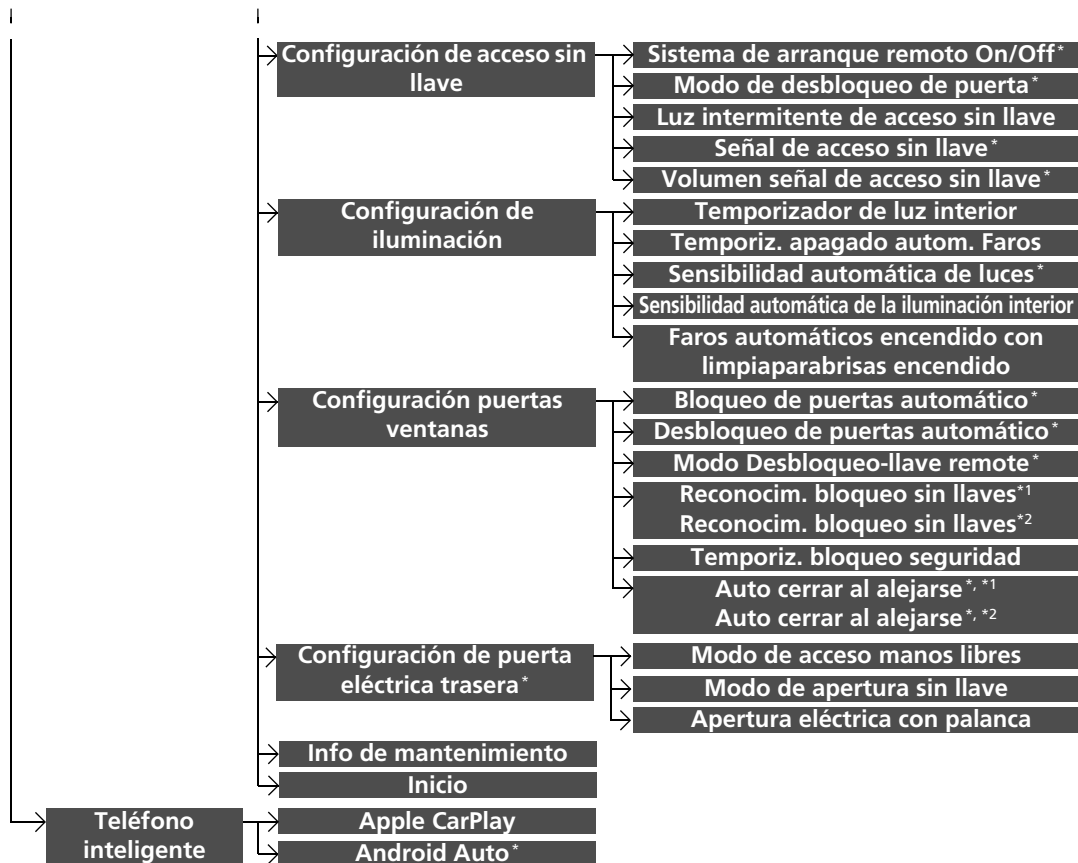 Configuración de acceso sin
llave
Sistema de arranque remoto On/Off*
Modo de desbloqueo de puerta*
Luz intermitente de acceso sin llave
Señal de acceso sin llave*
Volumen señal de acceso sin llave*
Configuración de
iluminación
Temporizador de luz interior
Temporiz. apagado autom. Faros
Sensibilidad automática de luces*
Sensibilidad automática de la iluminación interior
Faros automáticos encendido con
limpiaparabrisas encendido
Configuración puertas
ventanas
Bloqueo de puertas automático*
Desbloqueo de puertas automático*
Modo Desbloqueo-llave remote*
Reconocim. bloqueo sin llaves*1
Reconocim. bloqueo sin llaves*2
Temporiz. bloqueo seguridad
Auto cerrar al alejarse*, *1
Auto cerrar al alejarse*, *2
Configuración de puerta
eléctrica trasera*
Modo de acceso manos libres
Modo de apertura sin llave
Apertura eléctrica con palanca
Info de mantenimiento
Inicio
Teléfono
inteligente
Apple CarPlay
Android Auto*